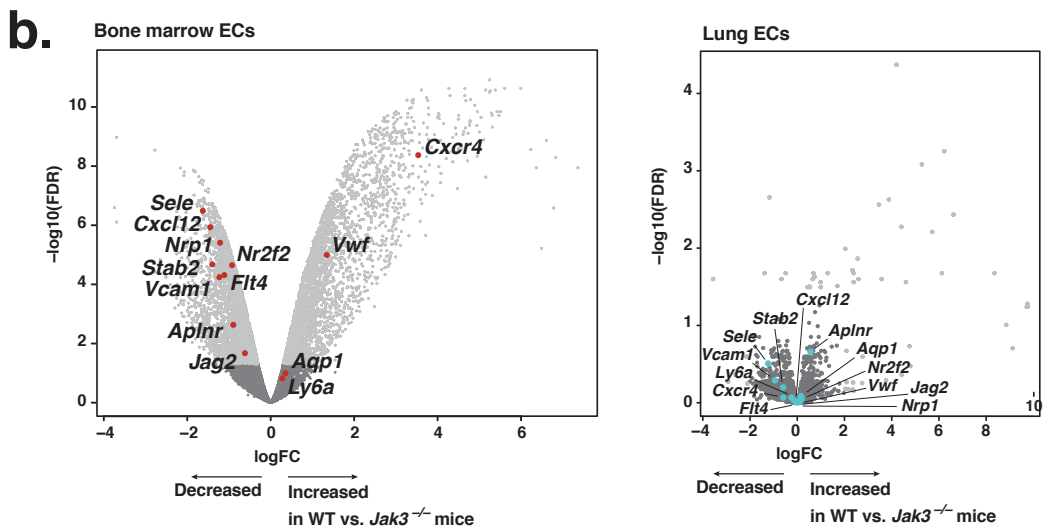 b.
Bone marrow ECs
−log10(FDR)
10
8
6
4
2
0
Cxcr4
Sele
Cxcl12
Nrp1
Nr2f2
Vwf
Stab2
Flt4
Vcam1
Aplnr
Jag2
Aqp1
Ly6a
−4 −2 0 2 4 6
logFC
Decreased
Increased
in WT vs. Jak3 −/− mice
Lung ECs
−log10(FDR)
4
3
2
1
0
Cxcl12
Stab2
Aplnr
Sele
Aqp1
Vcam1
Nr2f2
Ly6a
Vwf
Cxcr4
Jag2
Flt4
Nrp1
10
−4 −2 0 2 4 6 8
logFC
Decreased
Increased
in WT vs. Jak3 −/− mice